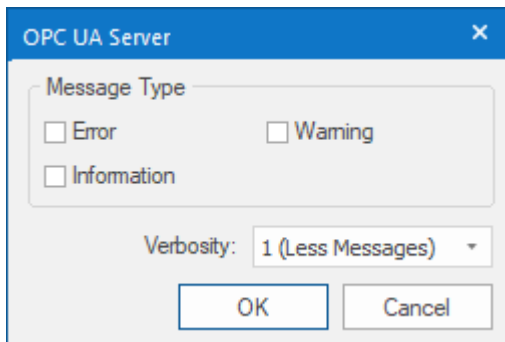 OPC UA Server
Message Type
Error Warning
Information
Verbosity: 1 (Less Messages)
OK Cancel